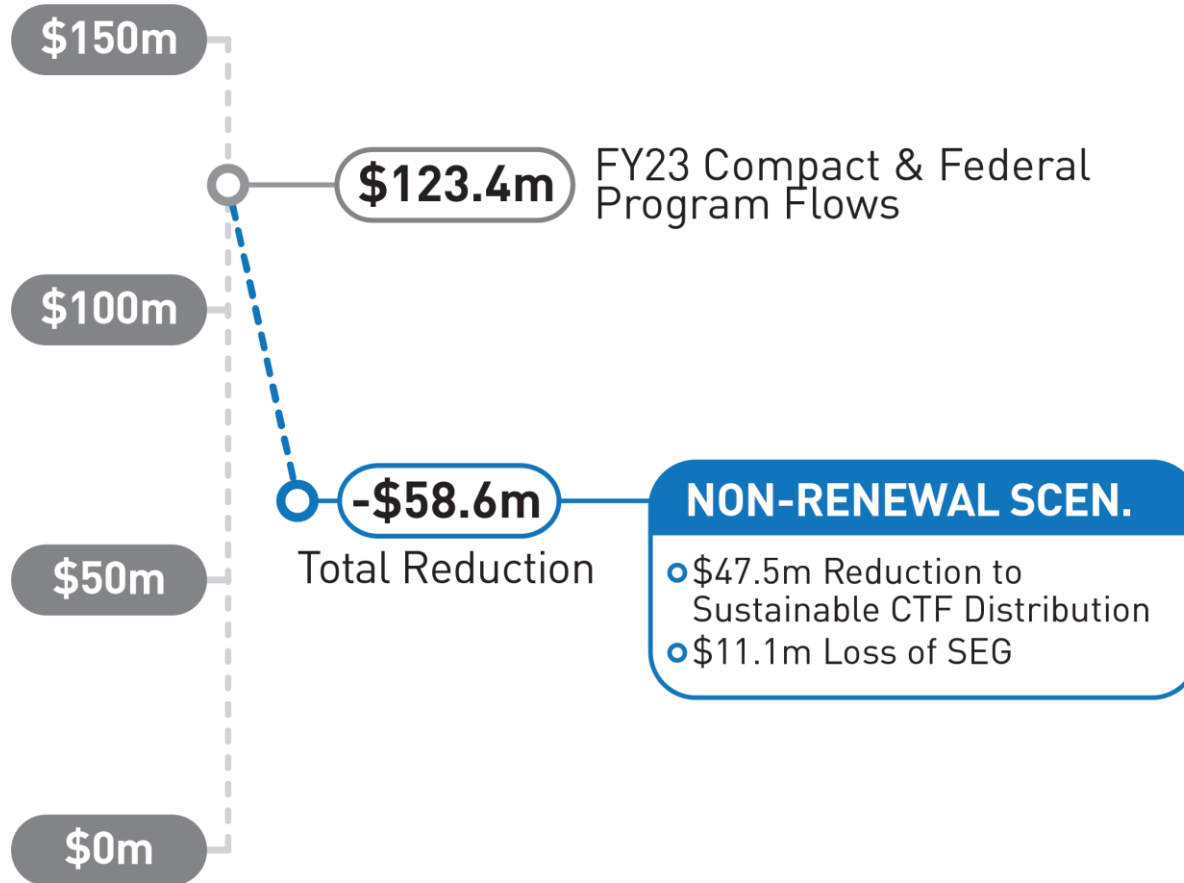 $150m
$123.4m
FY23 Compact & Federal
Program Flows
$100m
-$58.6m
Total Reduction
NON-RENEWAL SCEN.
$47.5m Reduction to
Sustainable CTF Distribution
$11.1m Loss of SEG
$50m
$0m